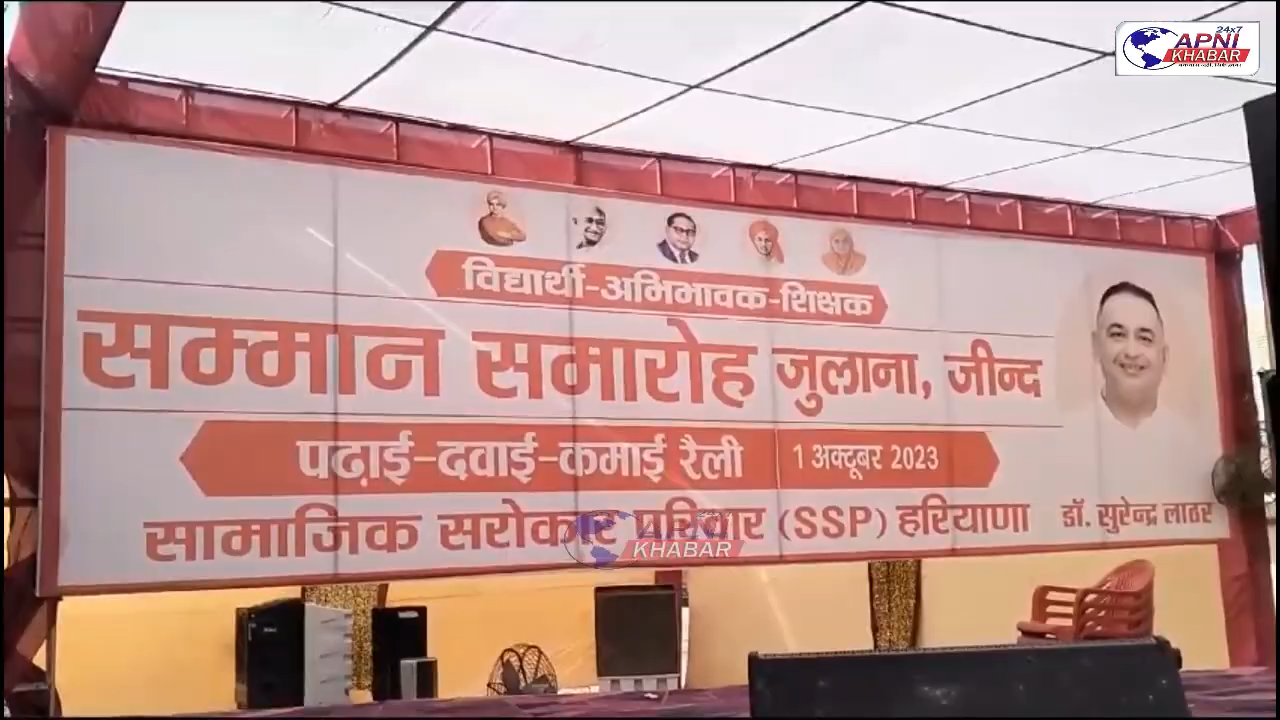 24x7
APNI
KHABAR
विद्यार्थी-अभिभावक-शिक्षक
सम्मान समारोह जुलाना, जीन्द
पढ़ाई-दवाई-कमाई रैली 1 अक्टूबर 2023
सामाजिक सरोकार परिवार (SSP) हरियाणा डॉ. सुरेन्द्र लाठर
APNI
KHABAR